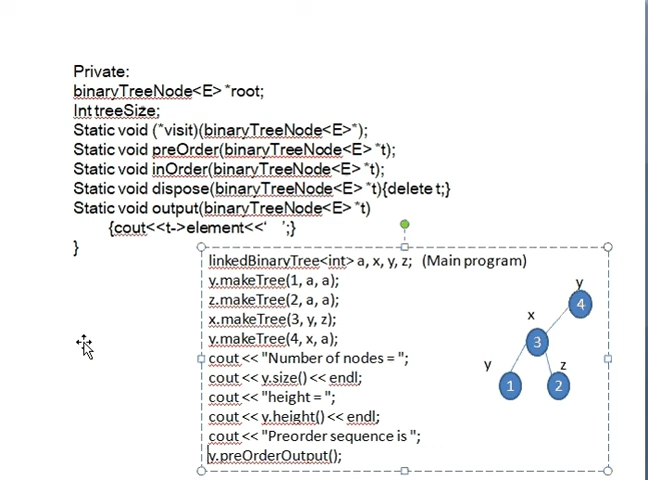 Private:
binaryTreeNode<E> *root;
Int treeSize;
Static void (*visit)(binaryTreeNode<E>*);
Static void preOrder(binaryTreeNode<E> *t);
Static void inOrder(binaryTreeNode<E> *t);
Static void dispose(binaryTreeNode<E> *t){delete t;}
Static void output(binaryTreeNode<E> *t)
{cout<<t->element<<‘ ’;}
}
linkedBinaryTree<int> a, x, y, z; (Main program)
y.makeTree(1, a, a);
z.makeTree(2, a, a);
x.makeTree(3, y, z);
y.makeTree(4, x, a);
cout << "Number of nodes = ";
cout << y.size() << endl;
cout << "height = ";
cout << y.height() << endl;
cout << "Preorder sequence is ";
y.preOrderOutput();
y
4
x
3
y z
1 2